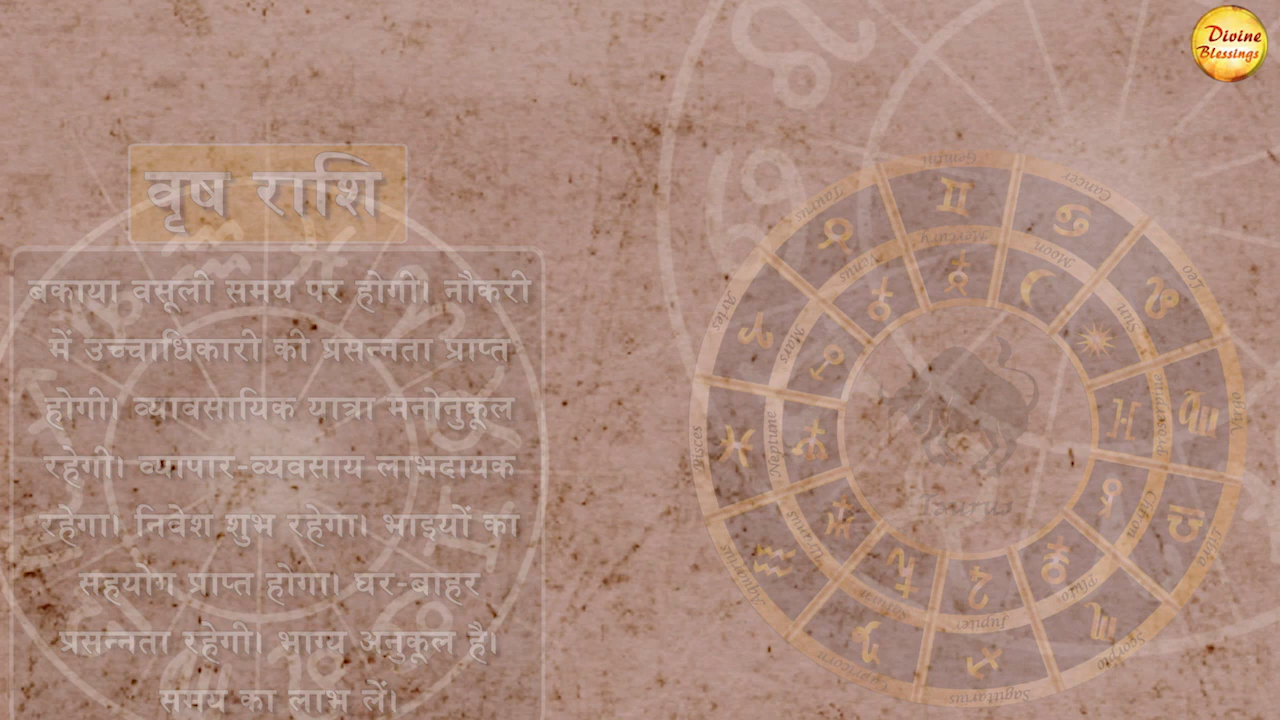 Divine
Blessings
वृष राशि
बकाया वसूली समय पर होगी। नौकरी
में उच्चाधिकारी की प्रसन्नता प्राप्त
होगी। व्यावसायिक यात्रा मनोनुकूल
रहेगी। व्यापार-व्यवसाय लाभदायक
रहेगा। निवेश शुभ रहेगा। भाइयों का
सहयोग प्राप्त होगा। घर-बाहर
प्रसन्नता रहेगी। भाग्य अनुकूल है।
समय का लाभ लें।
Gemini
Cancer
Leo
Virgo
Libra
Scorpio
Sagittarius
Capricorn
Aquarius
Pisces
Aries
Taurus
Mercury
Moon
Sun
Pluto
Jupiter
Saturn
Uranus
Neptune
Mars
Venus
Taurus